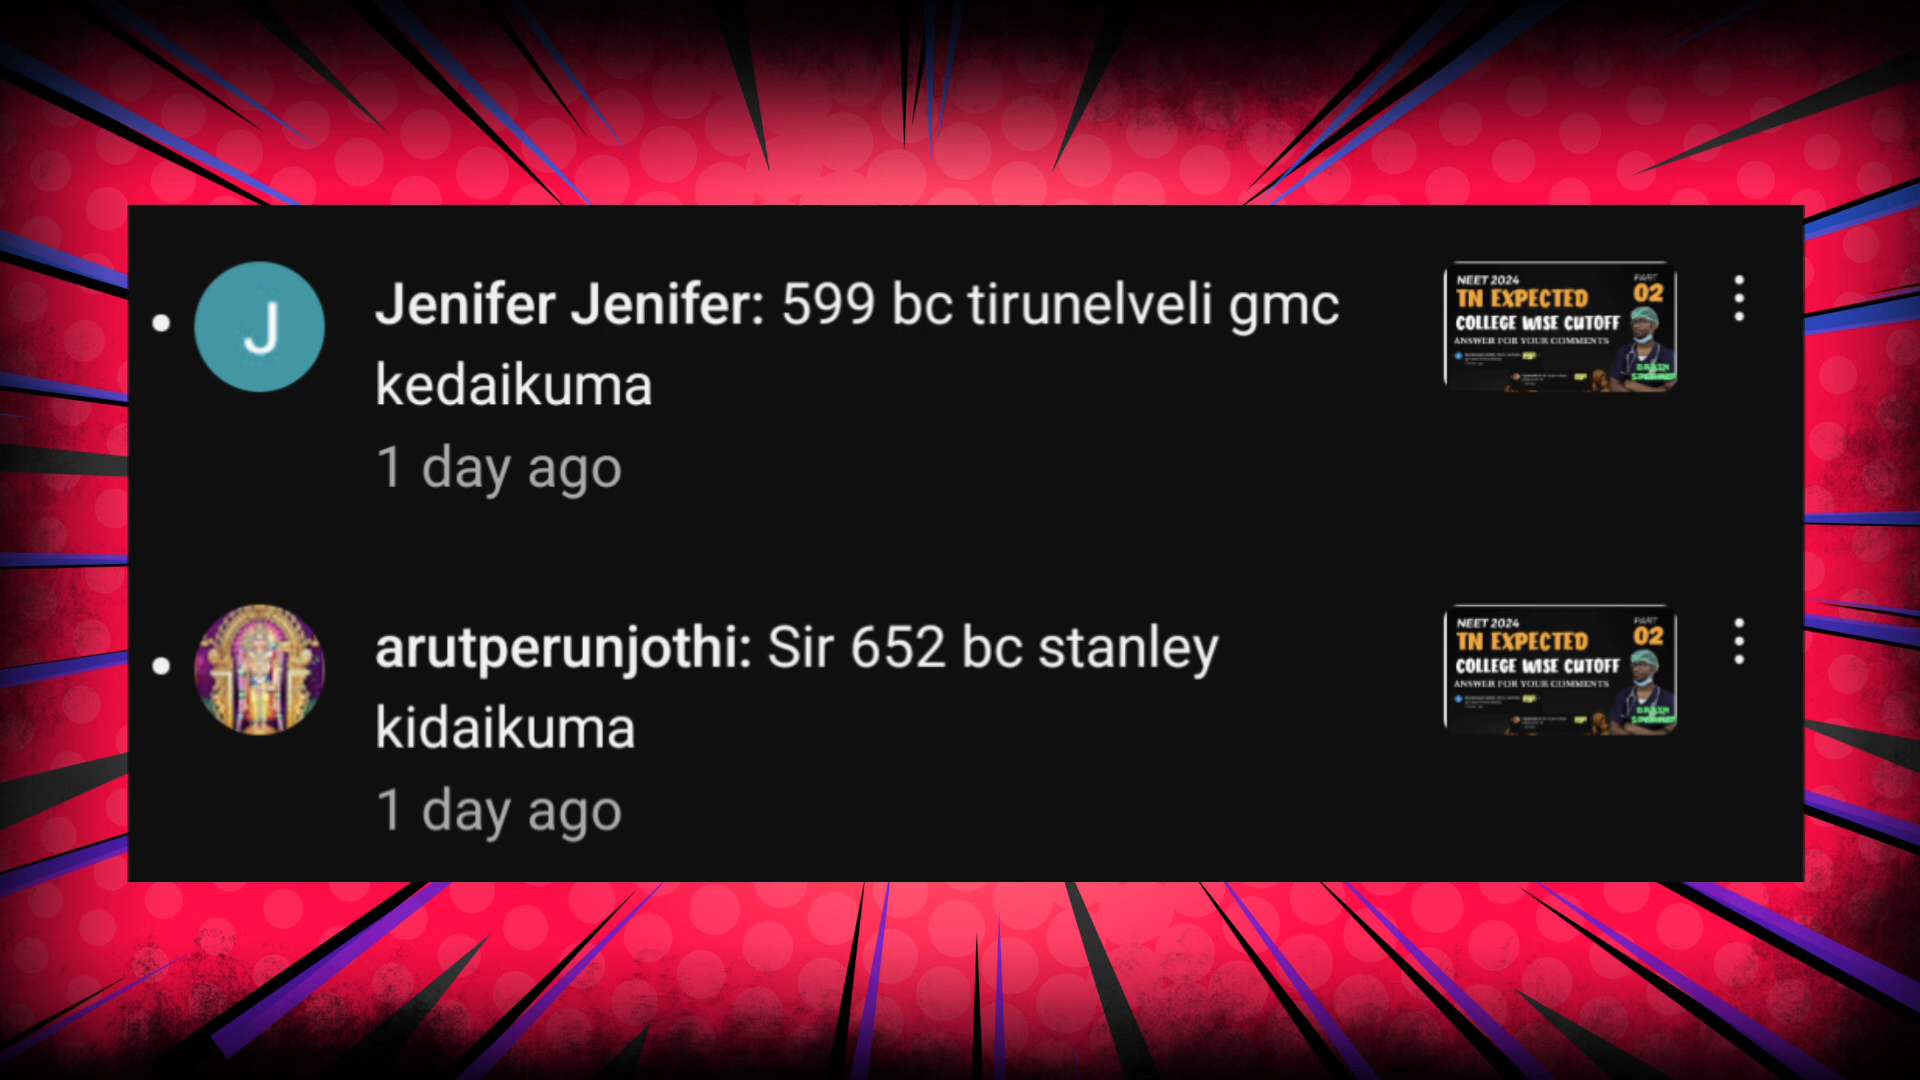 J
Jenifer Jenifer: 599 bc tirunelveli gmc
kedaikuma
1 day ago
NEET 2024
PART
TN EXPECTED
02
COLLEGE WISE CUTOFF
ANSWER FOR YOUR COMMENTS
arutperunjothi: Sir 652 bc stanley
kidaikuma
1 day ago
NEET 2024
PART
TN EXPECTED
02
COLLEGE WISE CUTOFF
ANSWER FOR YOUR COMMENTS